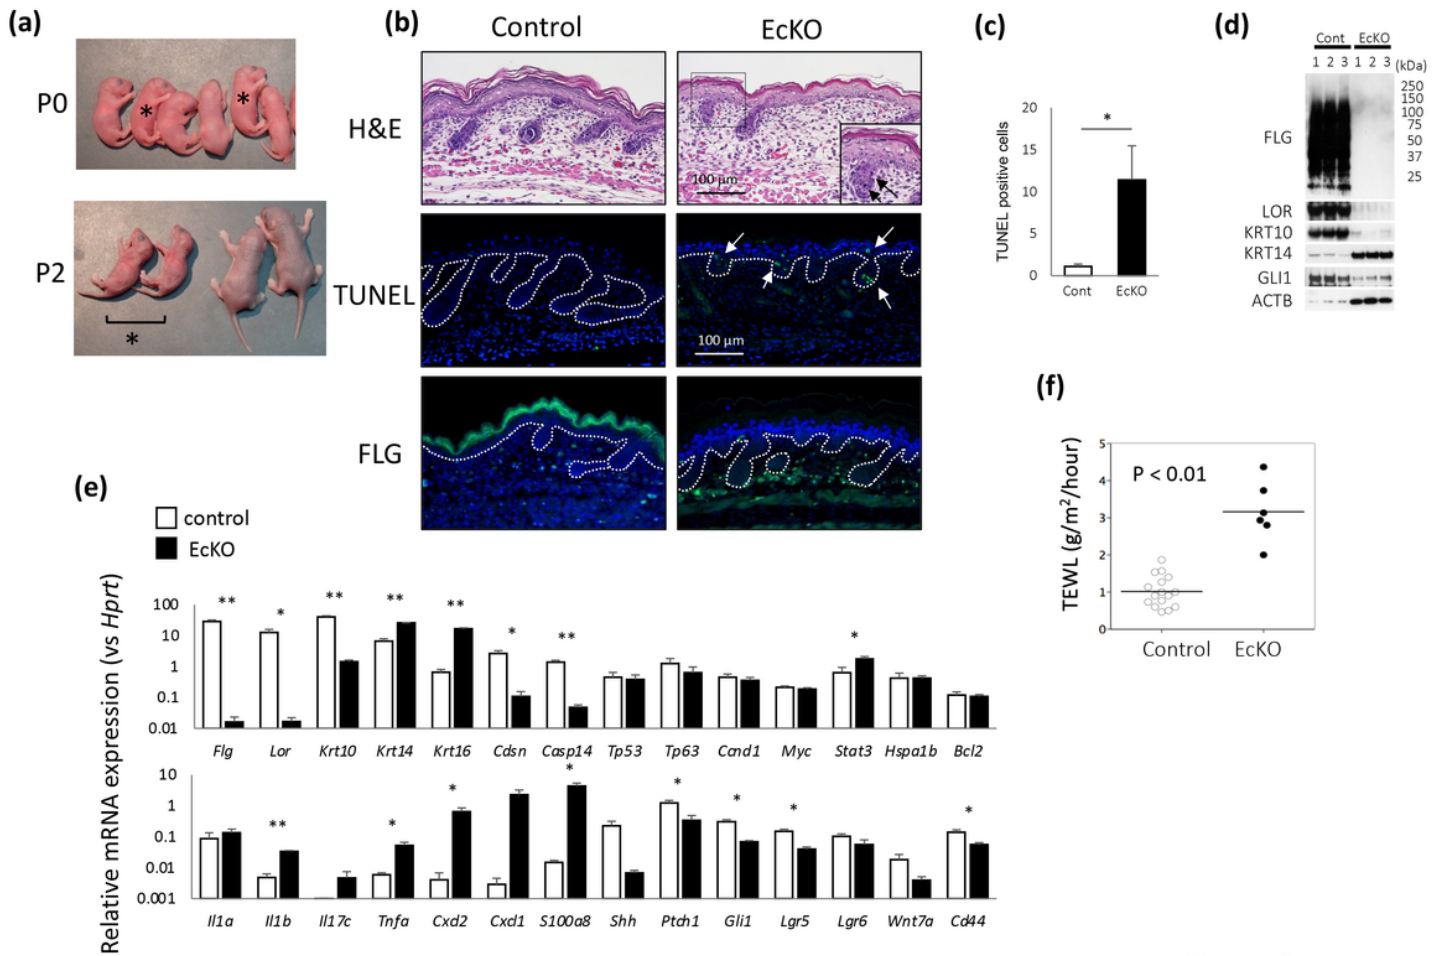 (a)
P0
*
*
P2
*
(b)
Control
EcKO
H&E
100 µm
TUNEL
100 µm
FLG
(c)
TUNEL positive cells
20
15
10
5
0
*
Cont
EcKO
(d)
Cont
EcKO
1 2 3 1 2 3 (kDa)
FLG
250
150
100
75
50
37
25
LOR
KRT10
KRT14
GLI1
ACTB
(e)
control
EcKO
Relative mRNA expression (vs Hprt)
100
10
1
0.1
0.01
** * ** ** ** * ** *
Flg Lor Krt10 Krt14 Krt16 Cdsn Casp14 Tp53 Tp63 Ccnd1 Myc Stat3 Hspa1b Bcl2
10
1
0.1
0.01
0.001
** * * * * * * *
Il1a Il1b Il17c Tnfa Cxcl2 Cxcl1 S100a8 Shh Ptch1 Gli1 Lgr5 Lgr6 Wnt7a Cd44
(f)
TEWL (g/m²/hour)
5
4
3
2
1
0
P < 0.01
Control EcKO